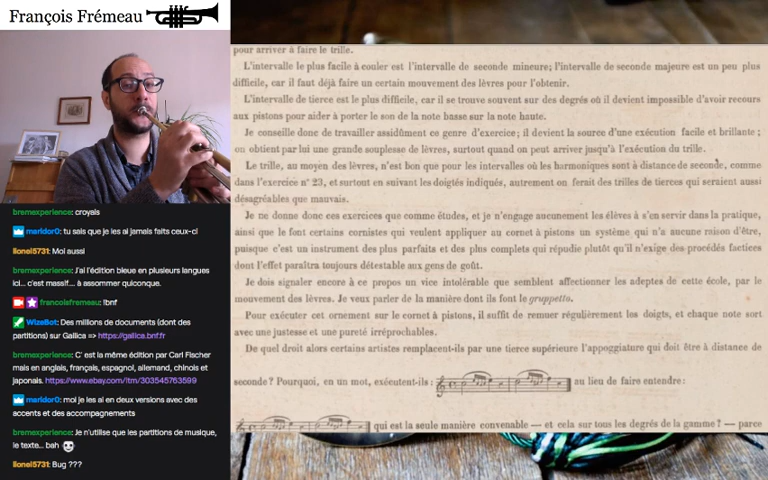 François Frémeau
bremexperience: croyais
maridor0: tu sais que je les ai jamais faits ceux-ci
lionel5731: Moi aussi
bremexperience: J'ai l'édition bleue en plusieurs langues
ici... c'est massif... à assommer quiconque.
francoisfremeau: !bnf
WizeBot: Des millions de documents (dont des
partitions) sur Gallica => https://gallica.bnf.fr
bremexperience: C' est la même édition par Carl Fischer
mais en anglais, français, espagnol, allemand, chinois et
japonais. https://www.ebay.com/itm/303545763599
maridor0: moi je les ai en deux versions avec des
accents et des accompagnements
bremexperience: Je n'utilise que les partitions de musique,
le texte... bah
lionel5731: Bug ???
pour arriver à faire le trille.
L'intervalle le plus facile à couler est l'intervalle de seconde mineure; l'intervalle de seconde majeure est un peu plus
difficile, car il faut déjà faire un certain mouvement des lèvres pour l'obtenir.
L'intervalle de tierce est le plus difficile, car il se trouve souvent sur des degrés où il devient impossible d'avoir recours
aux pistons pour aider à porter le son de la note basse sur la note haute.
Je conseille donc de travailler assidûment ce genre d'exercice; il devient la source d'une exécution facile et brillante;
on obtient par lui une grande souplesse de lèvres, surtout quand on peut arriver jusqu'à l'exécution du trille.
Le trille, au moyen des lèvres, n'est bon que pour les intervalles où les harmoniques sont à distance de seconde, comme
dans l'exercice n° 23, et surtout en suivant les doigtés indiqués, autrement on ferait des trilles de tierces qui seraient aussi
désagréables que mauvais.
Je ne donne donc ces exercices que comme études, et je n'engage aucunement les élèves à s'en servir dans la pratique,
ainsi que le font certains cornistes qui veulent appliquer au cornet à pistons un système qui n'a aucune raison d'être,
puisque c'est un instrument des plus parfaits et des plus complets qui répudie plutôt qu'il n'exige des procédés factices
dont l'effet paraîtra toujours détestable aux gens de goût.
Je dois signaler encore à ce propos un vice intolérable que semblent affectionner les adeptes de cette école, par le
mouvement des lèvres. Je veux parler de la manière dont ils font le gruppetto.
Pour exécuter cet ornement sur le cornet à pistons, il suffit de remuer régulièrement les doigts, et chaque note sort
avec une justesse et une pureté irréprochables.
De quel droit alors certains artistes remplacent-ils par une tierce supérieure l'appoggiature qui doit être à distance de
seconde? Pourquoi, en un mot, exécutent-ils: au lieu de faire entendre:
qui est la seule manière convenable — et cela sur tous les degrés de la gamme? — parce